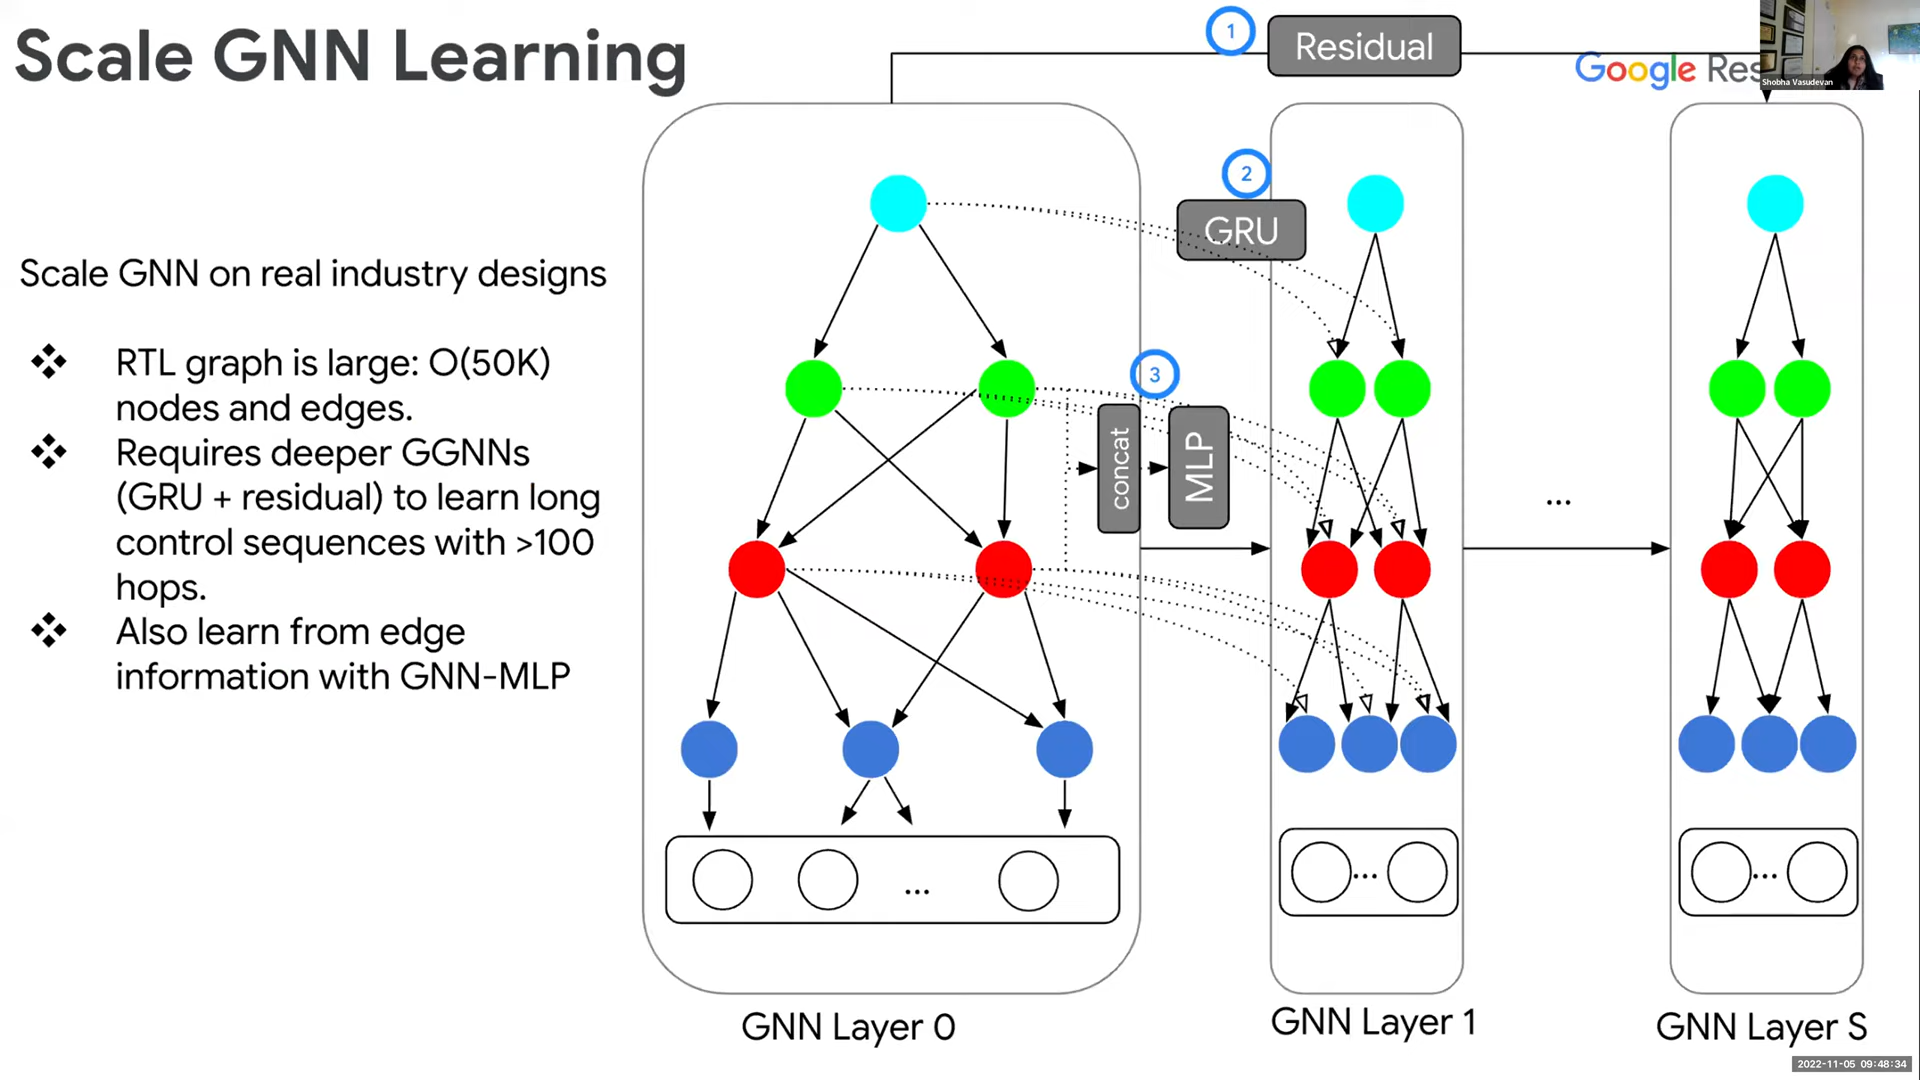 Scale GNN Learning
1
Residual
Google Res
Shobha Vasudevan
2
GRU
Scale GNN on real industry designs
❖ RTL graph is large: O(50K)
nodes and edges.
❖ Requires deeper GGNNs
(GRU + residual) to learn long
control sequences with >100
hops.
❖ Also learn from edge
information with GNN-MLP
3
concat
MLP
...
...
...
...
GNN Layer 0
GNN Layer 1
GNN Layer S
2022-11-05 09:48:34